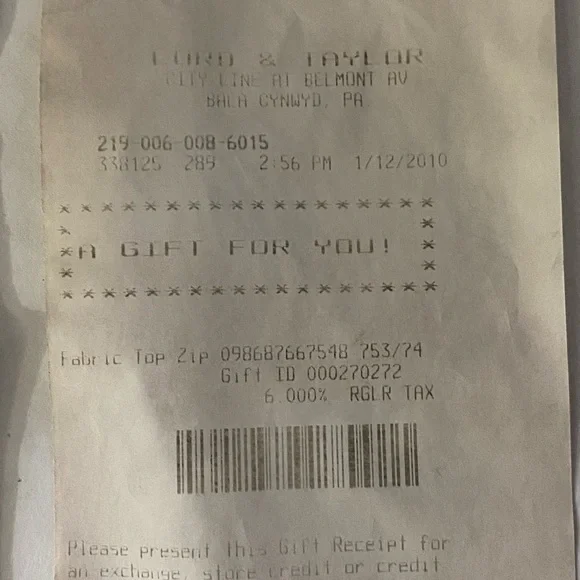 LORD & TAYLOR
CITY LINE AT BELMONT AV
BALA CYNWYD, PA
219-006-008-6015
338125 289 2:56 PM 1/12/2010
* * * * * * * * * * * * * * * * * *
* *
*A GIFT FOR YOU! *
* *
* * * * * * * * * * * * * * * * * *
Fabric Top Zip 098687667548 753/74
Gift ID 000270272
6.000% RGLR TAX
Please present this Gift Receipt for
an exchange, store credit or credit